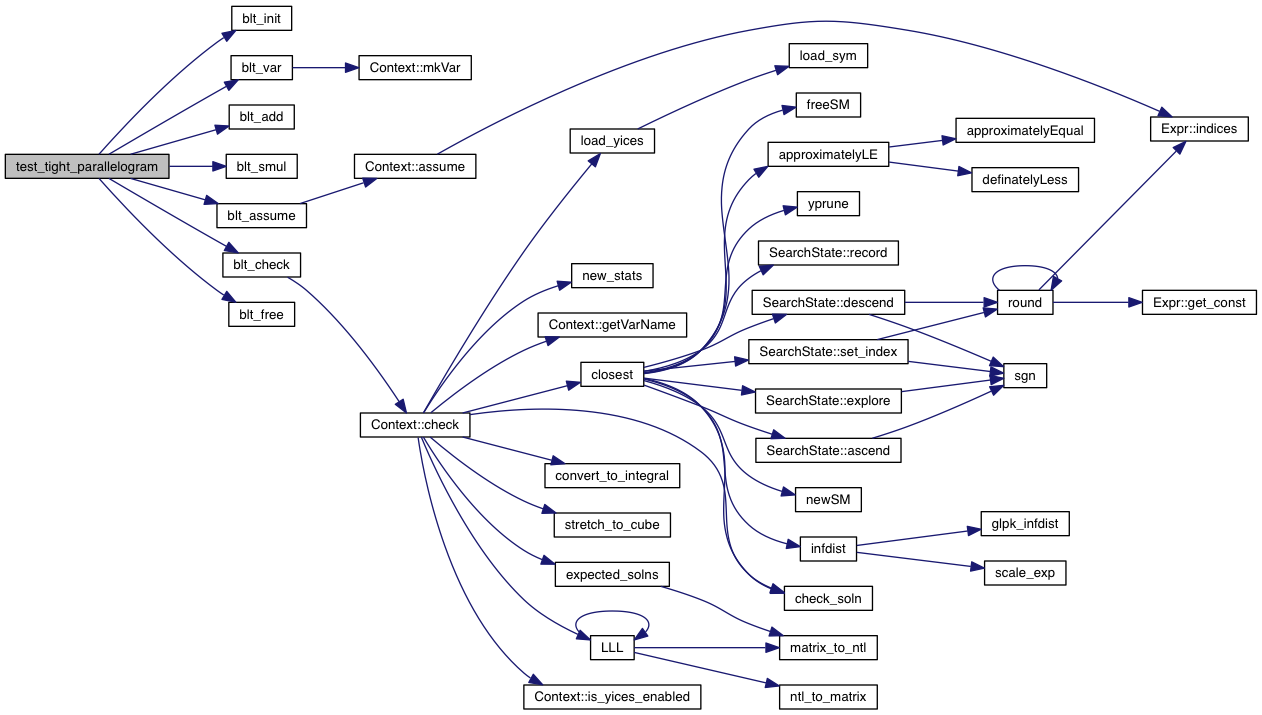 test_tight_parallelogram
blt_init
blt_var
blt_add
blt_smul
blt_assume
blt_check
blt_free
Context::mkVar
Context::assume
Context::check
load_yices
new_stats
Context::getVarName
closest
convert_to_integral
stretch_to_cube
expected_solns
LLL
Context::is_yices_enabled
load_sym
freeSM
approximatelyLE
yprune
SearchState::record
SearchState::descend
SearchState::set_index
SearchState::explore
SearchState::ascend
newSM
infdist
check_soln
matrix_to_ntl
ntl_to_matrix
approximatelyEqual
definatelyLess
round
sgn
glpk_infdist
scale_exp
Expr::indices
Expr::get_const